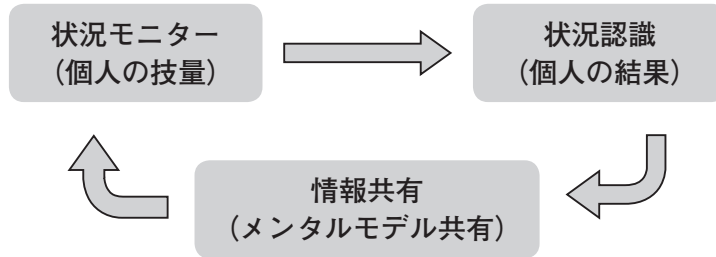 状況モニター
（個人の技量）
状況認識
（個人の結果）
情報共有
（メンタルモデル共有）